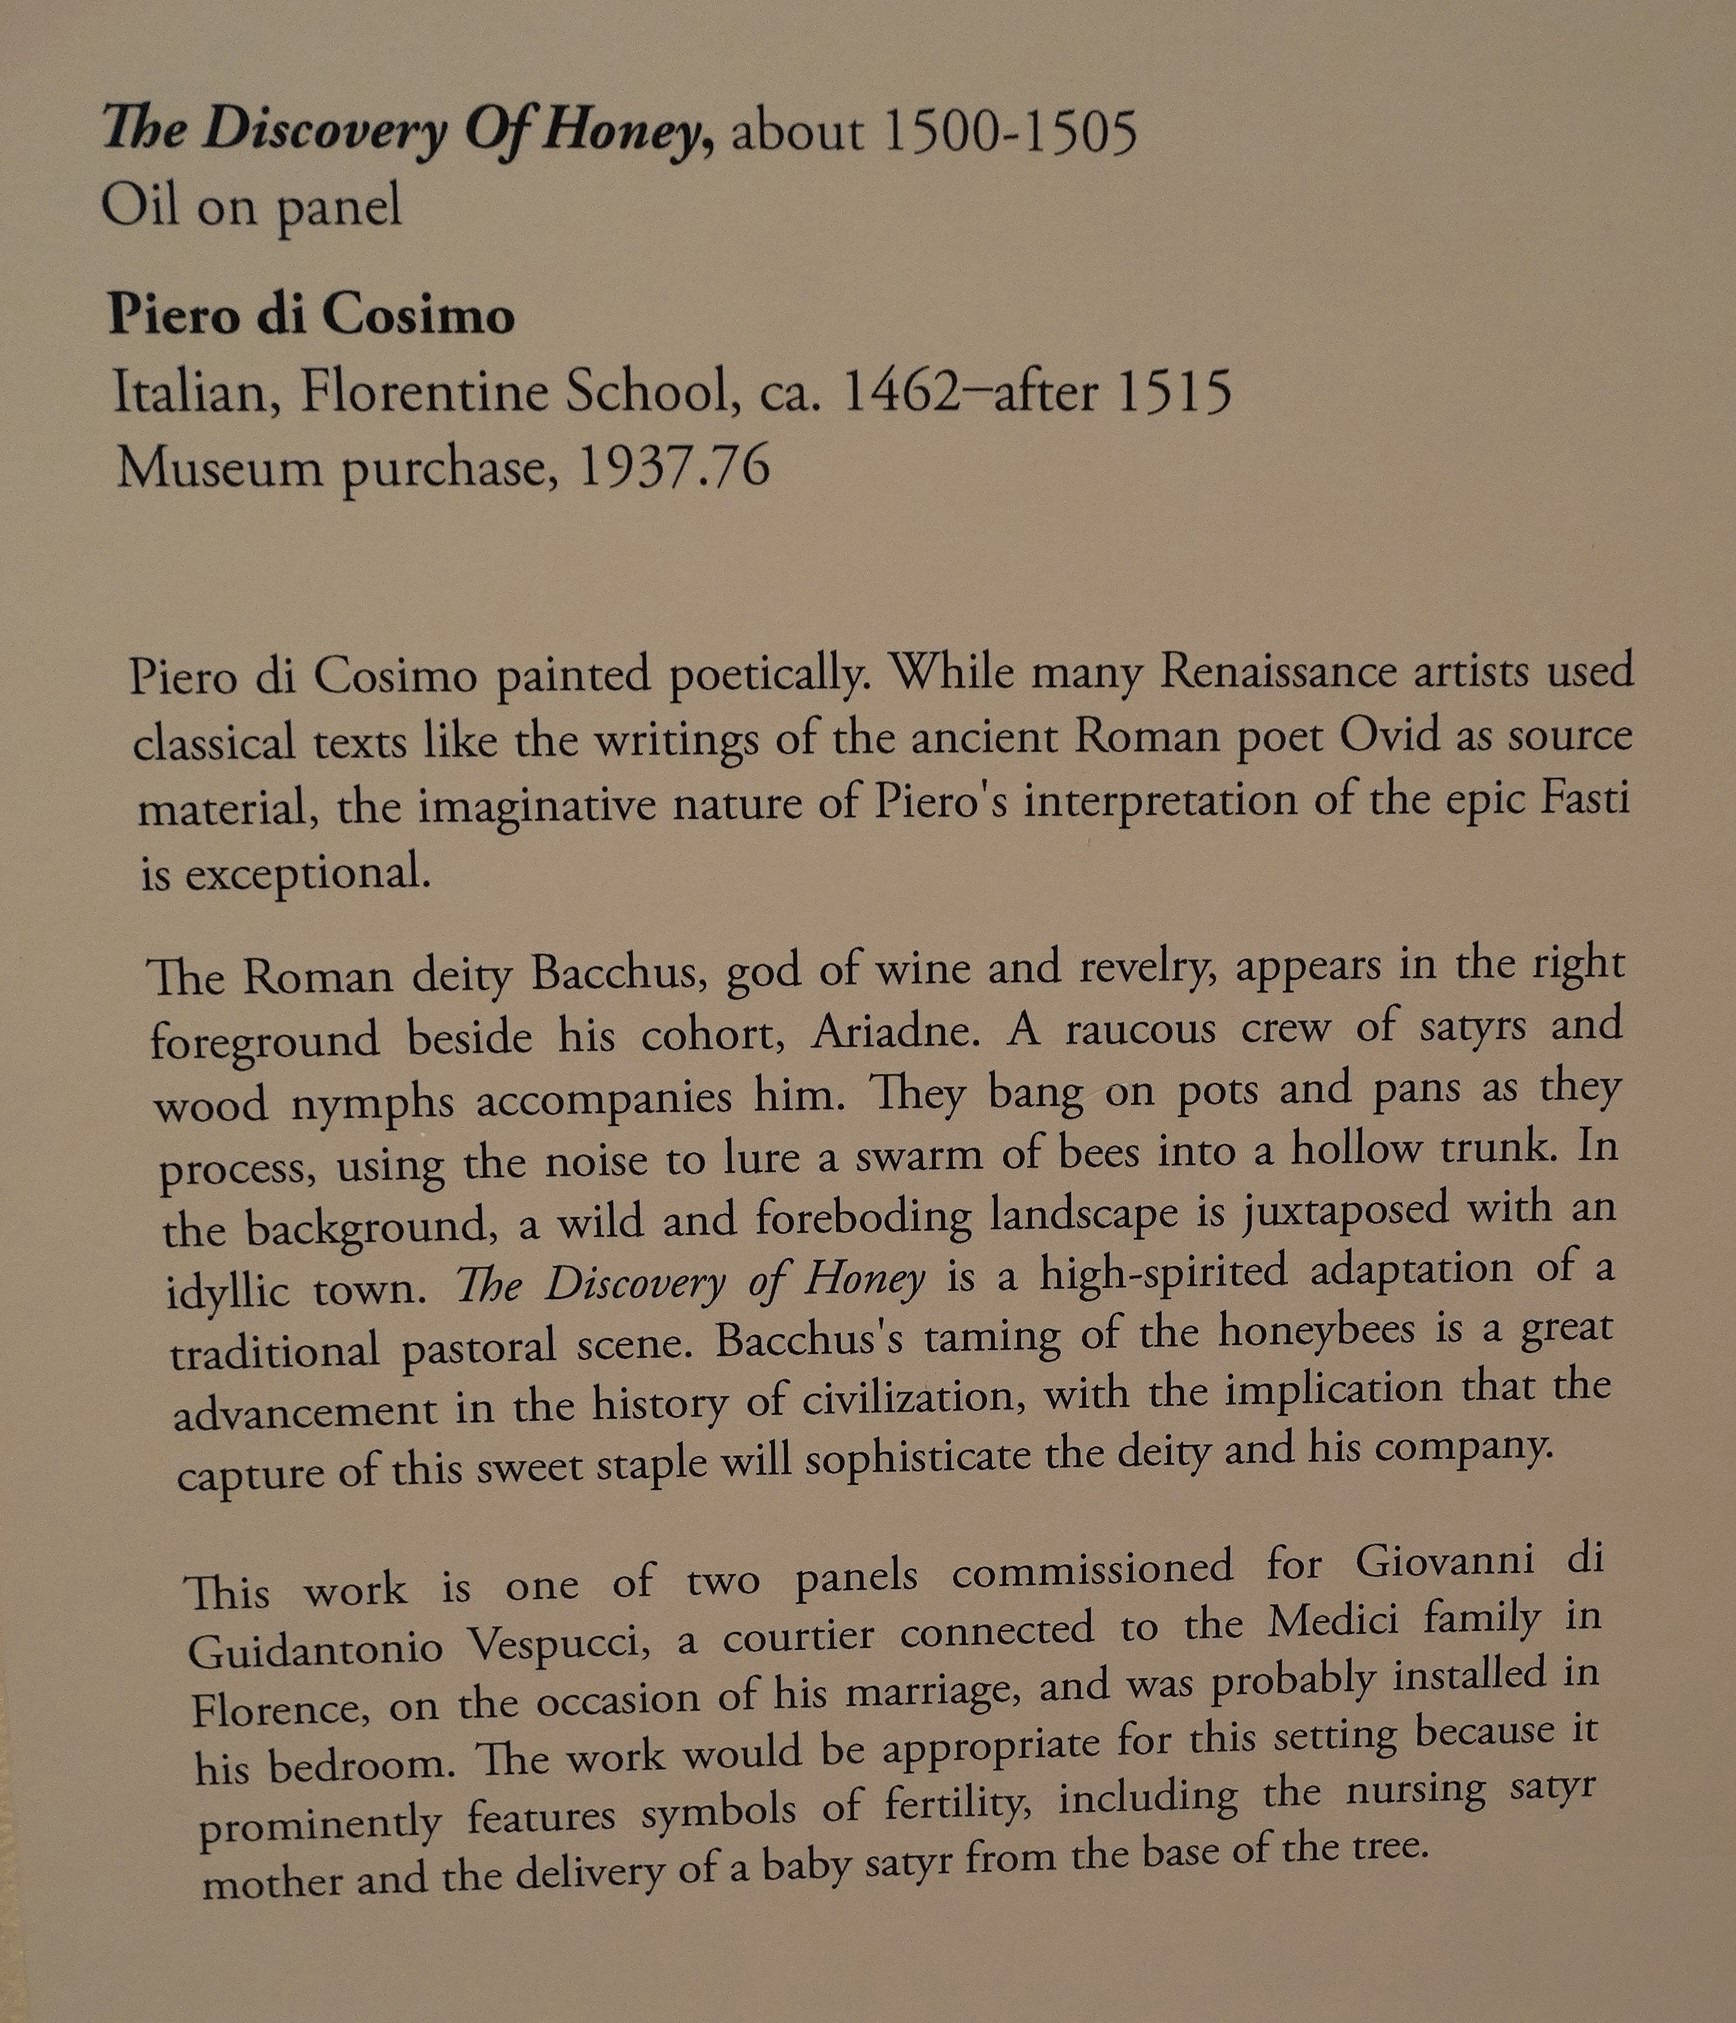 The Discovery Of Honey, about 1500-1505
Oil on panel
Piero di Cosimo
Italian, Florentine School, ca. 1462–after 1515
Museum purchase, 1937.76
Piero di Cosimo painted poetically. While many Renaissance artists used
classical texts like the writings of the ancient Roman poet Ovid as source
material, the imaginative nature of Piero's interpretation of the epic Fasti
is exceptional.
The Roman deity Bacchus, god of wine and revelry, appears in the right
foreground beside his cohort, Ariadne. A raucous crew of satyrs and
wood nymphs accompanies him. They bang on pots and pans as they
process, using the noise to lure a swarm of bees into a hollow trunk. In
the background, a wild and foreboding landscape is juxtaposed with an
idyllic town. The Discovery of Honey is a high-spirited adaptation of a
traditional pastoral scene. Bacchus's taming of the honeybees is a great
advancement in the history of civilization, with the implication that the
capture of this sweet staple will sophisticate the deity and his company.
This work is one of two panels commissioned for Giovanni di
Guidantonio Vespucci, a courtier connected to the Medici family in
Florence, on the occasion of his marriage, and was probably installed in
his bedroom. The work would be appropriate for this setting because it
prominently features symbols of fertility, including the nursing satyr
mother and the delivery of a baby satyr from the base of the tree.